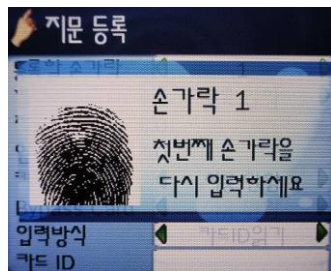 지문 등록
손가락 1
첫번째 손가락을
다시 입력하세요
입력방식
카드ID읽기
카드 ID